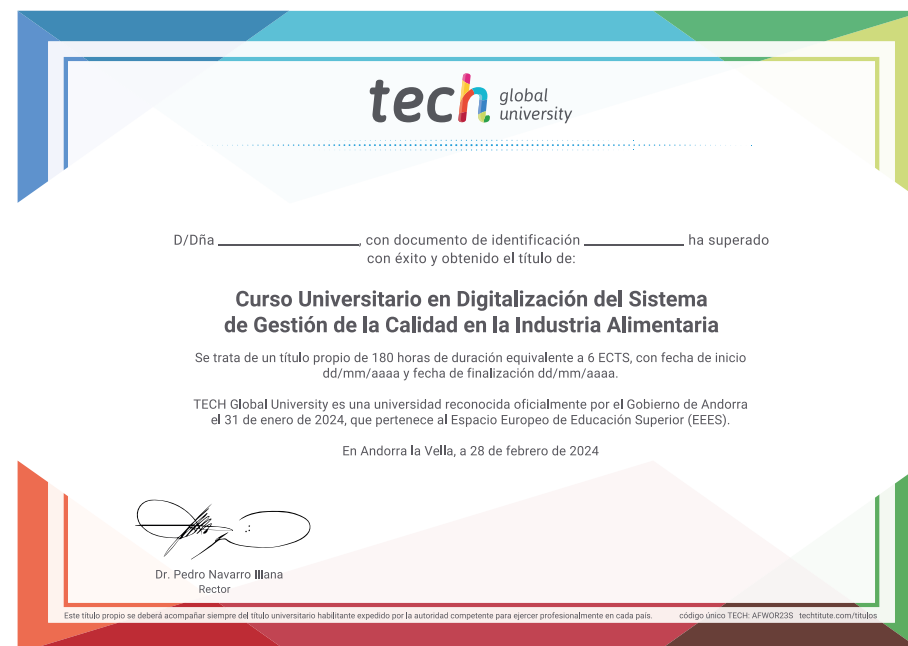 tech global university
D/Dña ____________________, con documento de identificación ______________ ha superado
con éxito y obtenido el título de:
Curso Universitario en Digitalización del Sistema
de Gestión de la Calidad en la Industria Alimentaria
Se trata de un título propio de 180 horas de duración equivalente a 6 ECTS, con fecha de inicio
dd/mm/aaaa y fecha de finalización dd/mm/aaaa.
TECH Global University es una universidad reconocida oficialmente por el Gobierno de Andorra
el 31 de enero de 2024, que pertenece al Espacio Europeo de Educación Superior (EEES).
En Andorra la Vella, a 28 de febrero de 2024
Dr. Pedro Navarro Illana
Rector
Este título propio se deberá acompañar siempre del título universitario habilitante expedido por la autoridad competente para ejercer profesionalmente en cada país. código único TECH: AFWOR23S techtitute.com/títulos